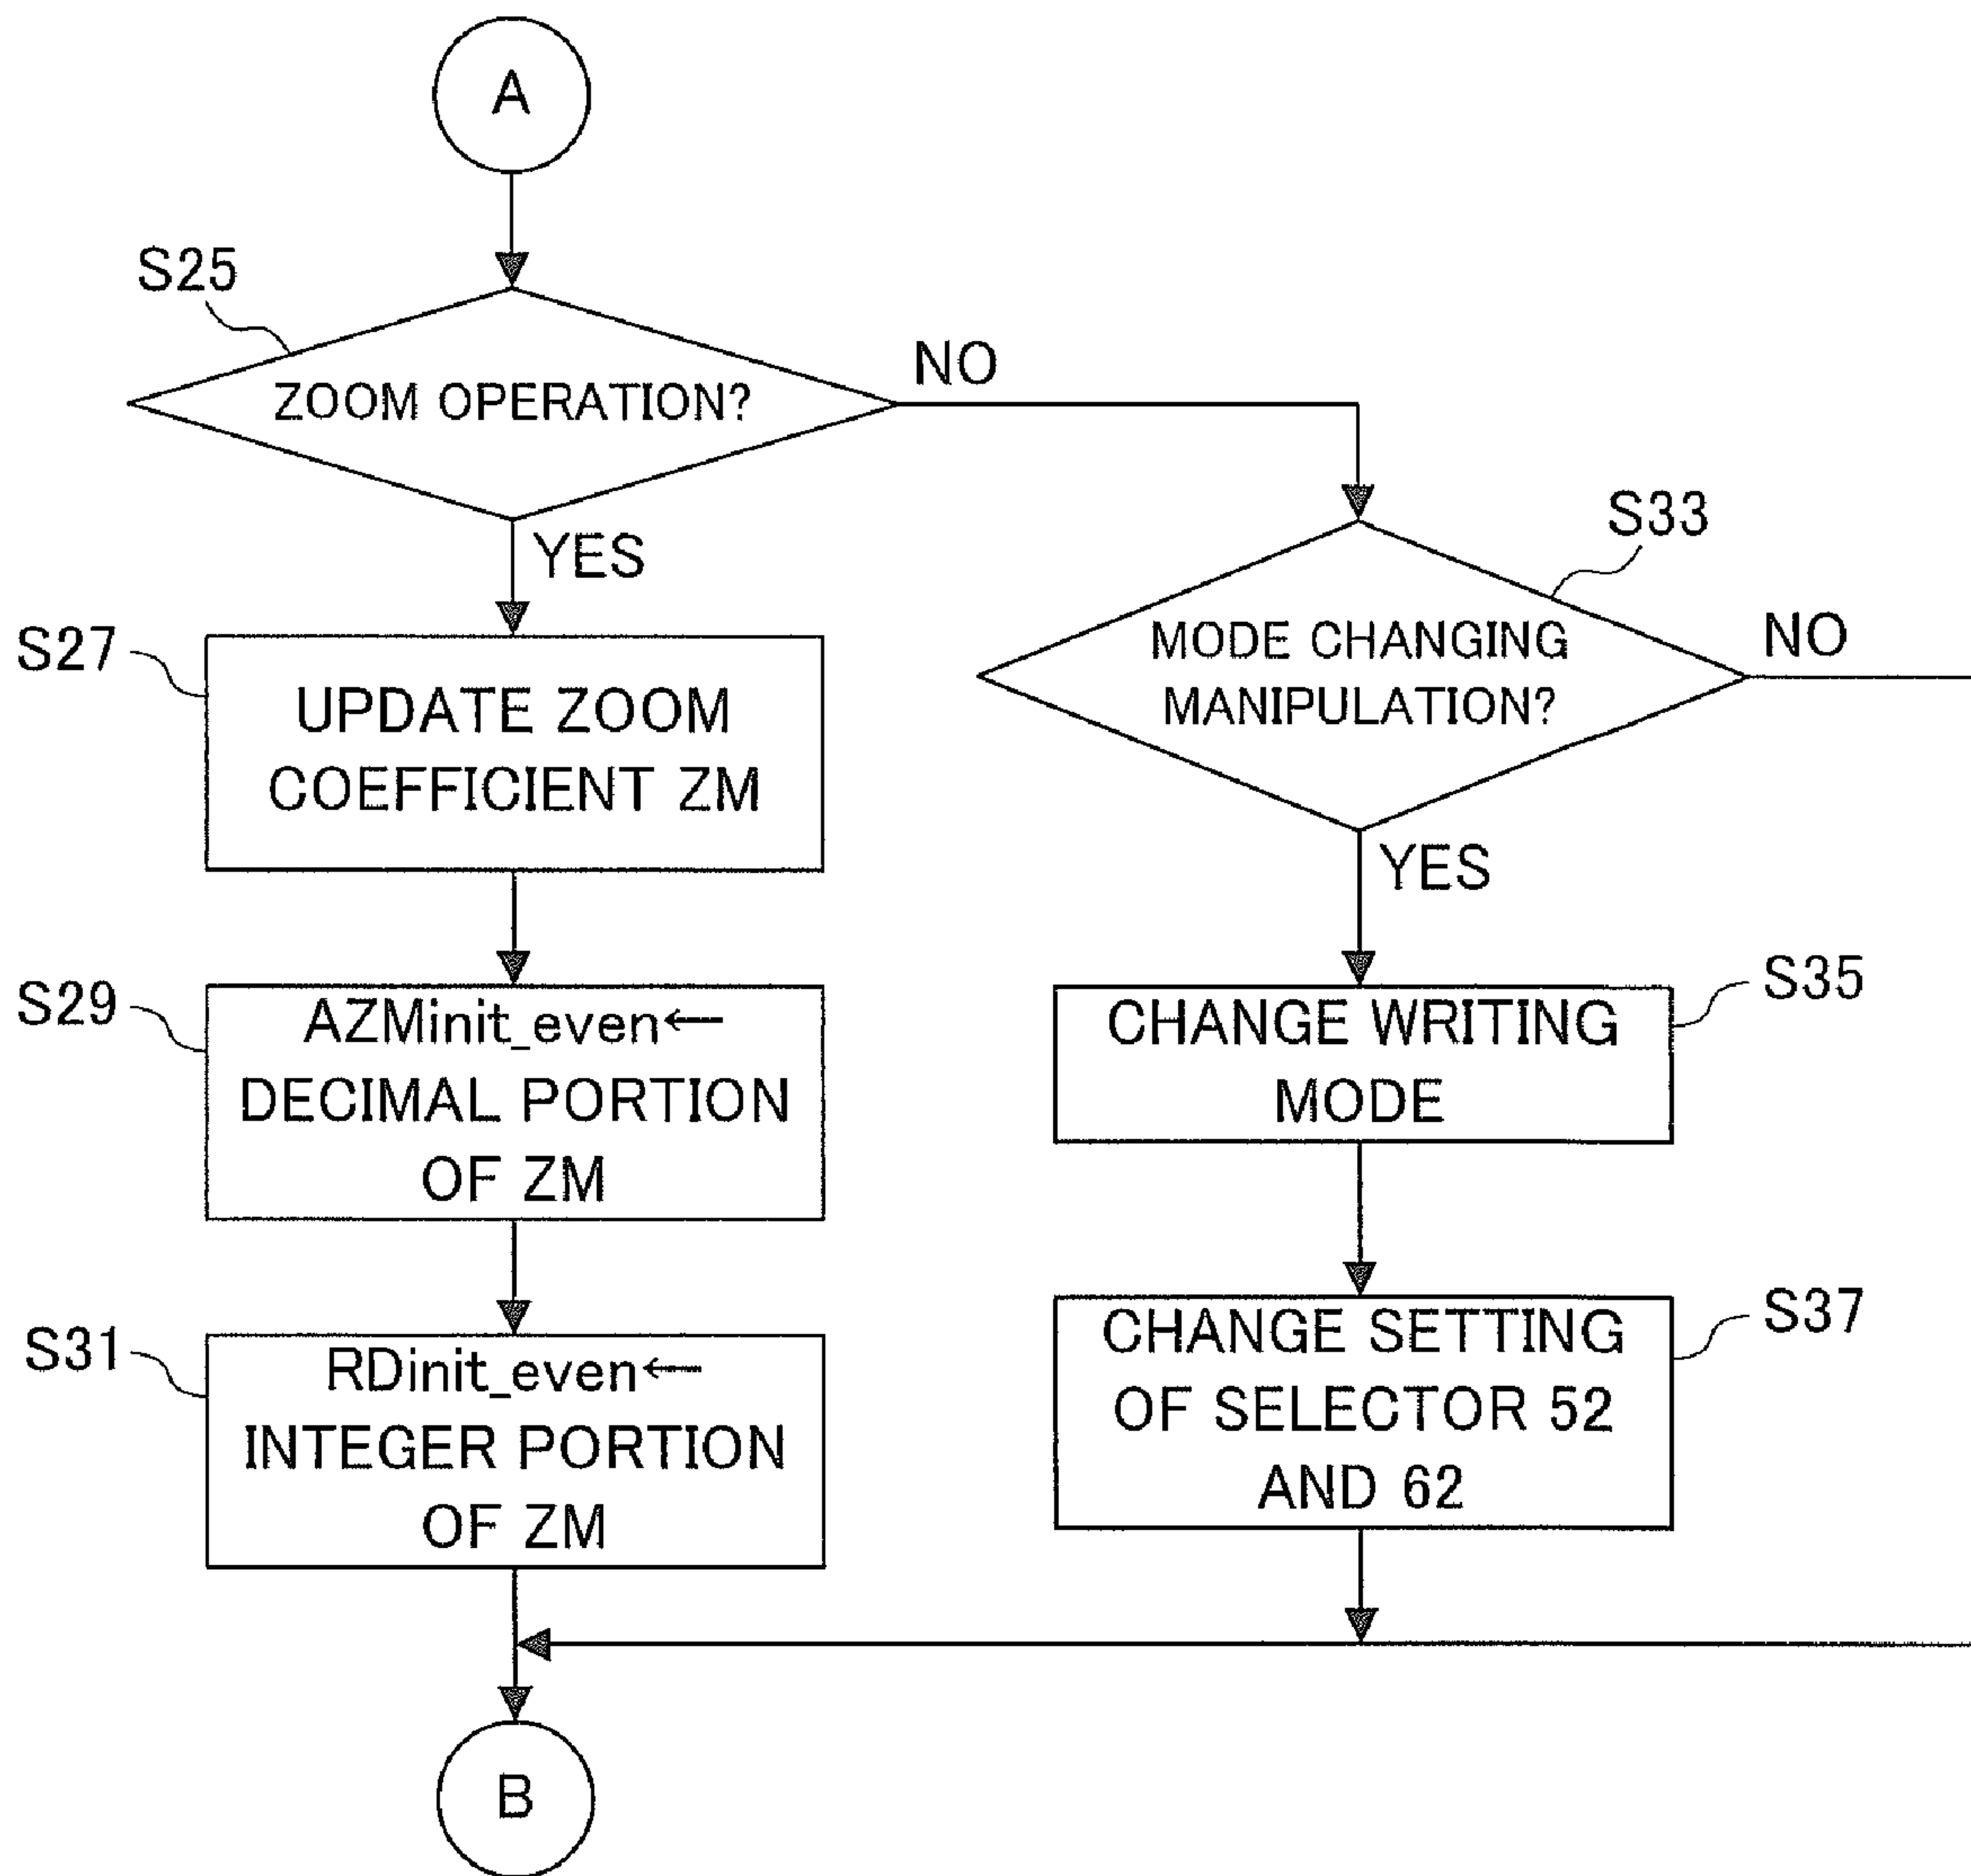 A
S25
ZOOM OPERATION?
NO
YES
S27
UPDATE ZOOM
COEFFICIENT ZM
S29
AZMinit_even←
DECIMAL PORTION
OF ZM
S31
RDinit_even←
INTEGER PORTION
OF ZM
S33
MODE CHANGING
MANIPULATION?
NO
YES
S35
CHANGE WRITING
MODE
S37
CHANGE SETTING
OF SELECTOR 52
AND 62
B